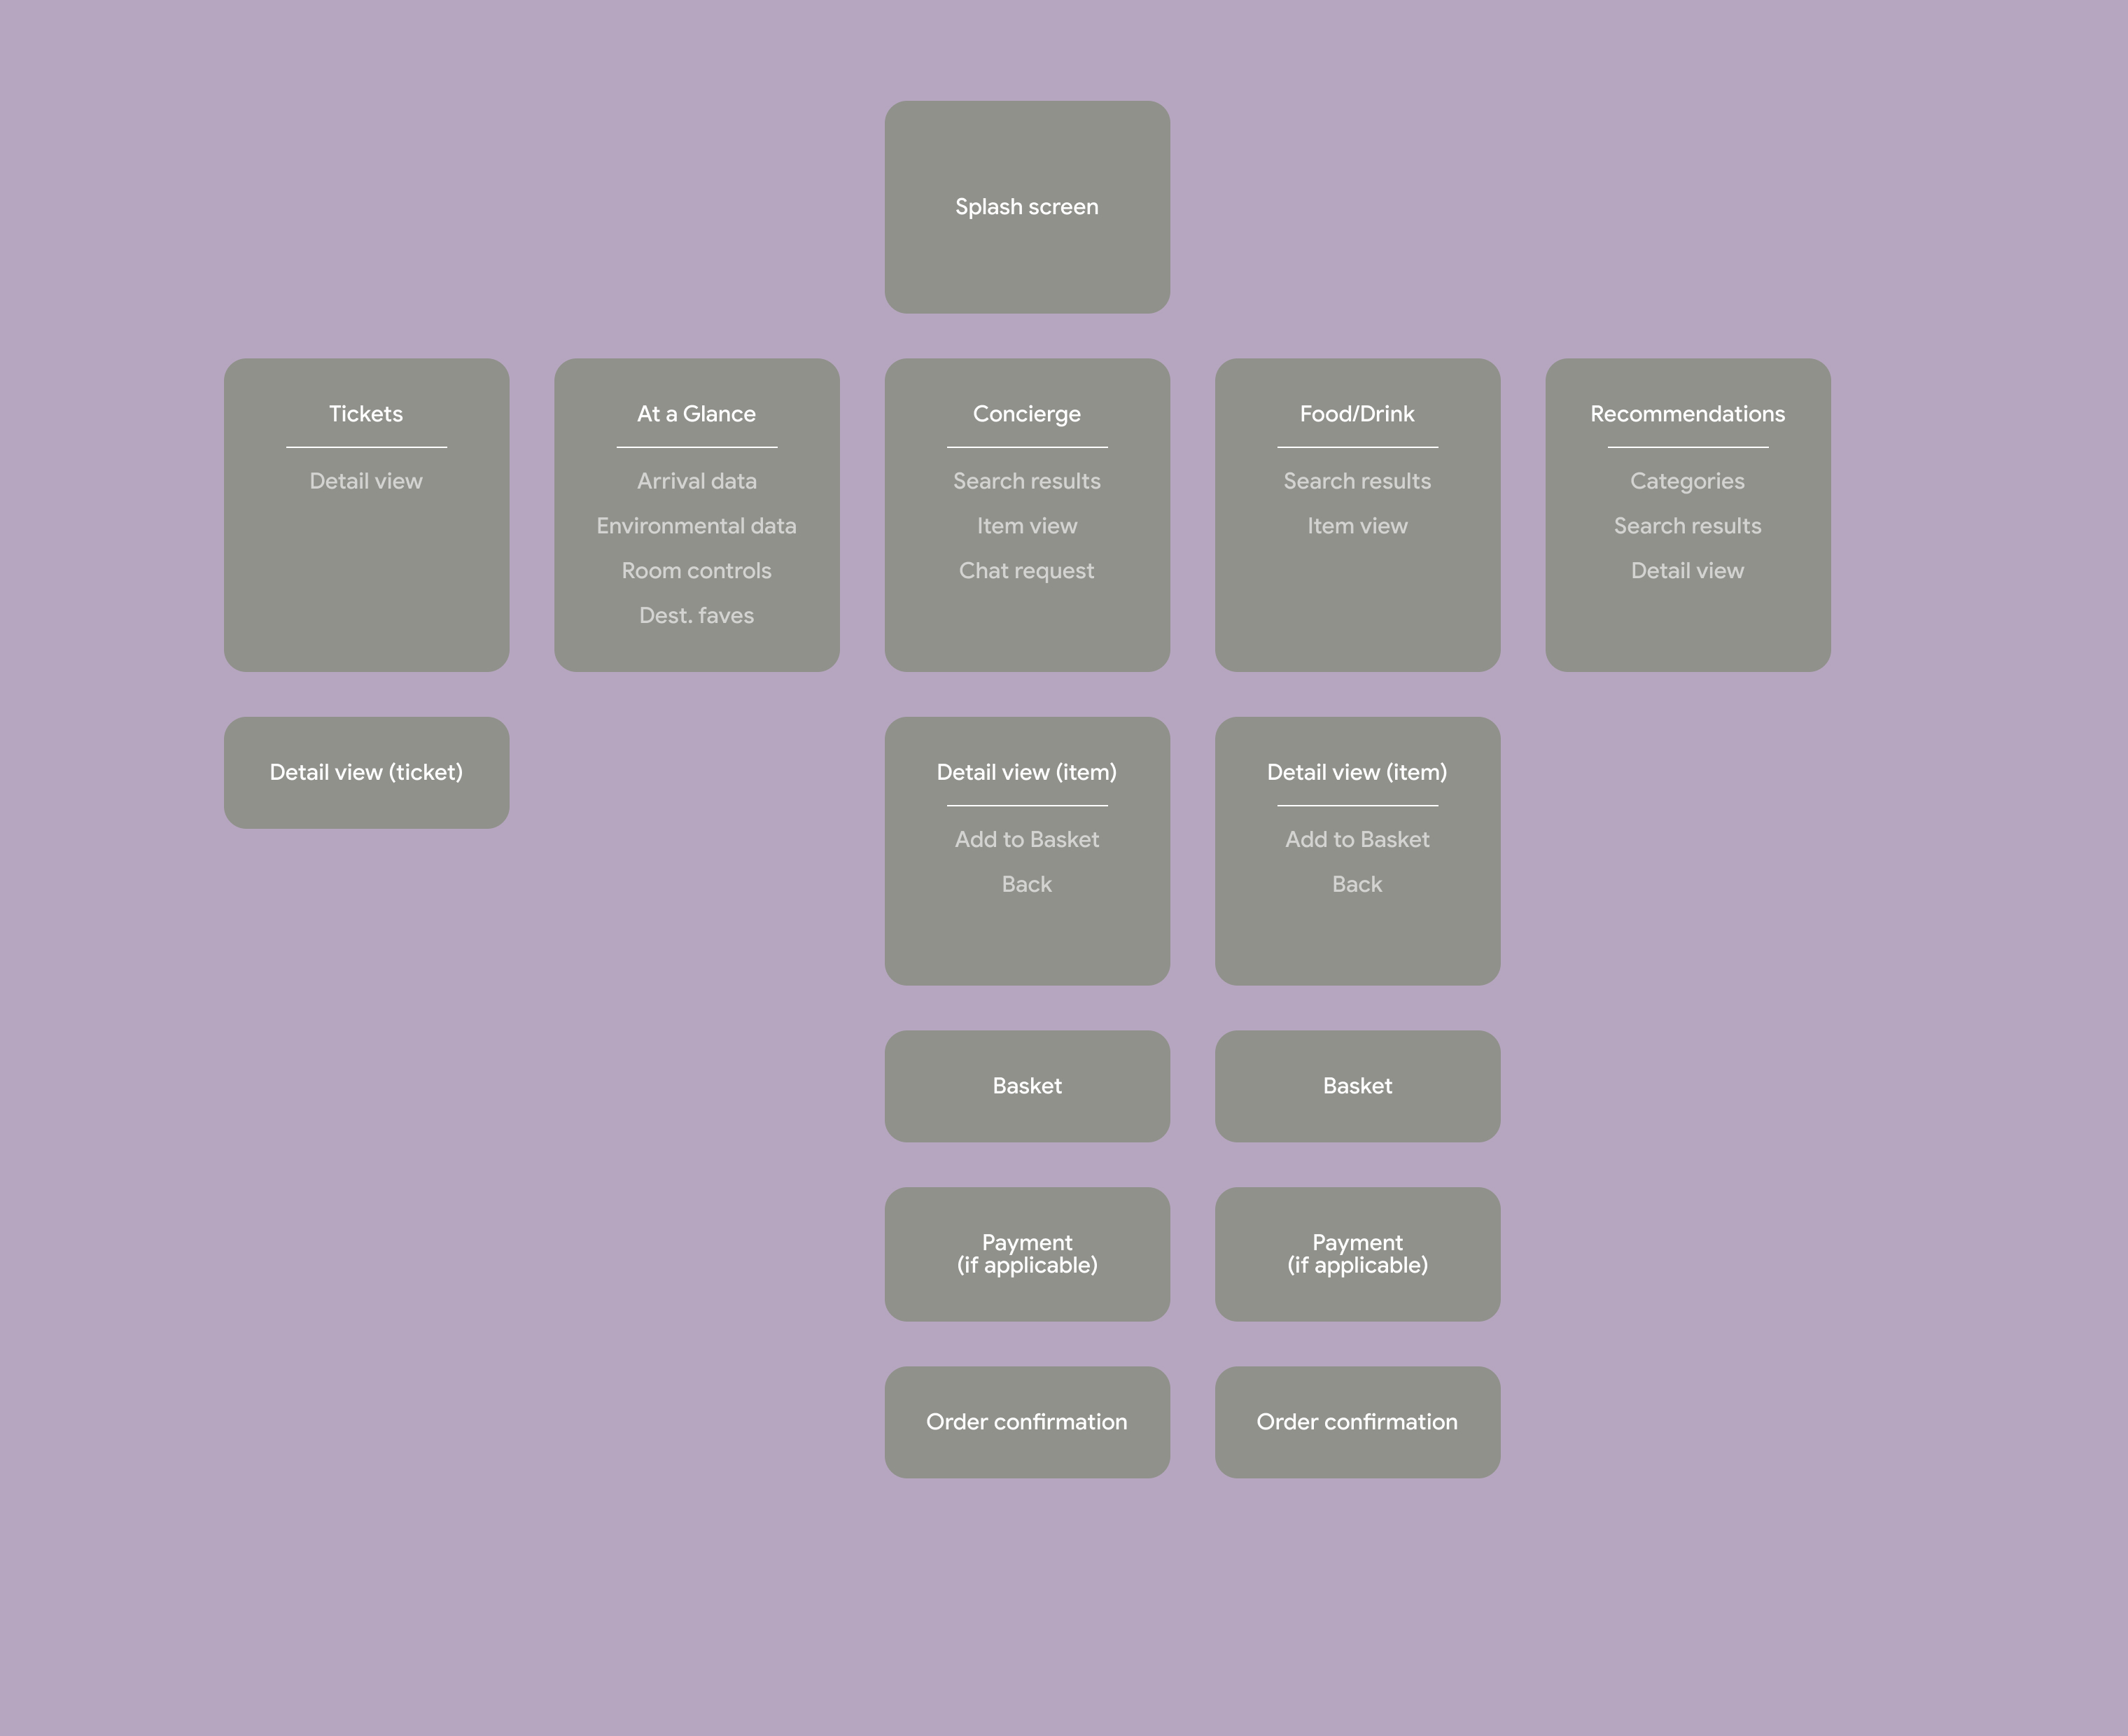 Splash screen
Tickets
Detail view
At a Glance
Arrival data
Environmental data
Room controls
Dest. faves
Concierge
Search results
Item view
Chat request
Food/Drink
Search results
Item view
Recommendations
Categories
Search results
Detail view
Detail view (ticket)
Detail view (item)
Add to Basket
Back
Detail view (item)
Add to Basket
Back
Basket
Basket
Payment
(if applicable)
Payment
(if applicable)
Order confirmation
Order confirmation